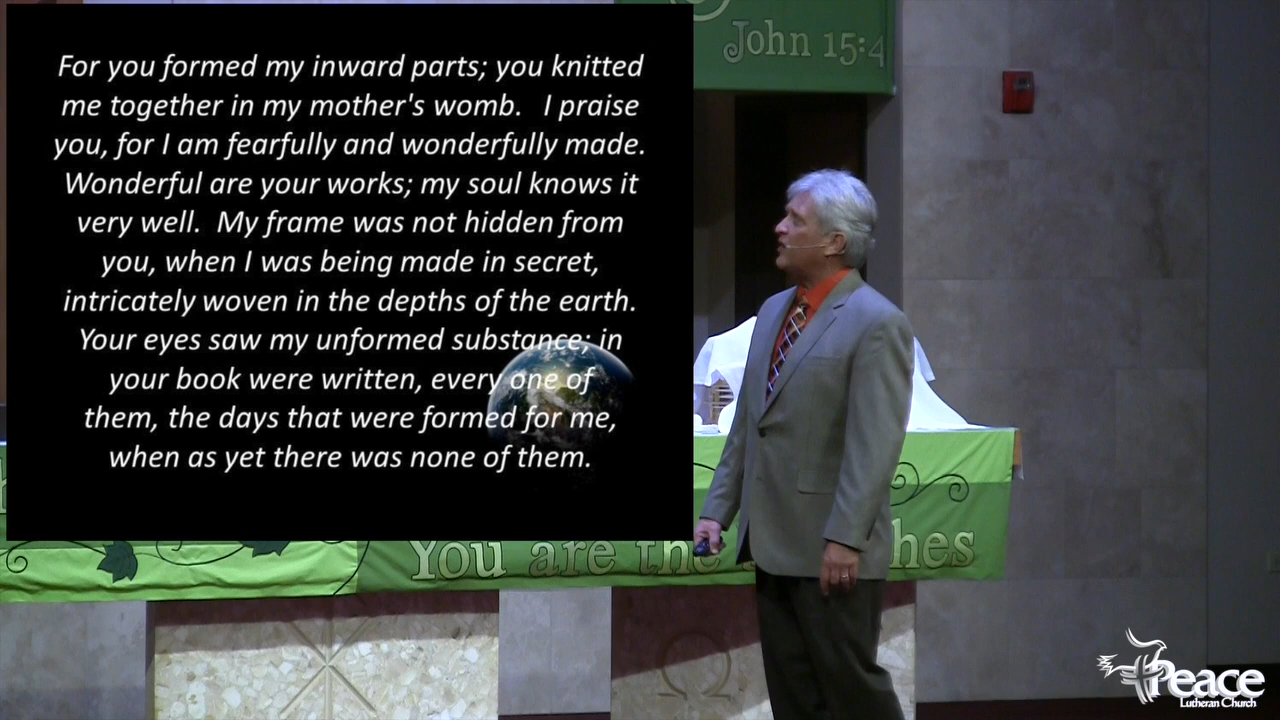 John 15:4
For you formed my inward parts; you knitted
me together in my mother's womb.   I praise
you, for I am fearfully and wonderfully made.
Wonderful are your works; my soul knows it
very well.  My frame was not hidden from
you, when I was being made in secret,
intricately woven in the depths of the earth.
Your eyes saw my unformed substance; in
your book were written, every one of
them, the days that were formed for me,
when as yet there was none of them.
You are the hes
Ω
Peace
Lutheran Church